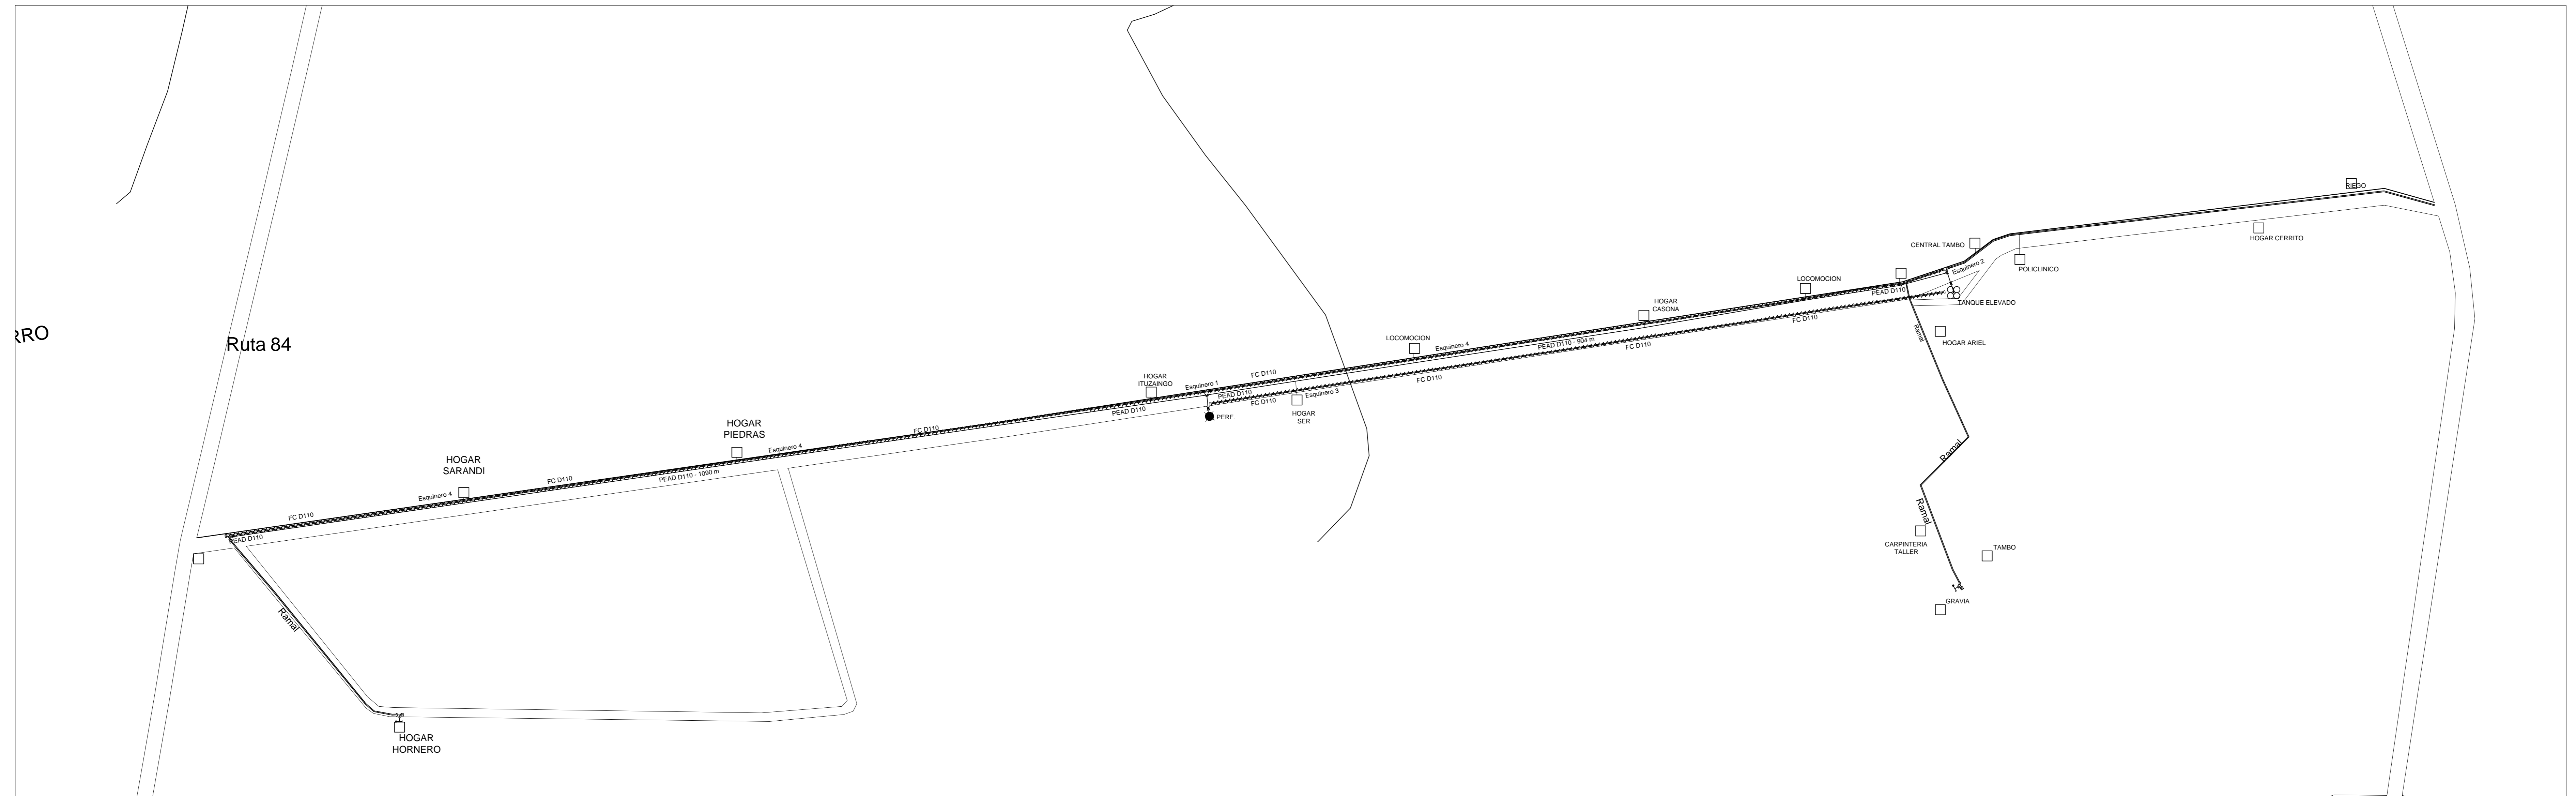 RRO
Ruta 84
RIEGO
HOGAR CERRITO
CENTRAL TAMBO
POLICLINICO
Esquinero 2
LOCOMOCION
PEAD D110
TANQUE ELEVADO
HOGAR
CASONA
FC D110
Ramal
HOGAR ARIEL
LOCOMOCION
Esquinero 4
PEAD D110 - 904 m
FC D110
HOGAR
ITUZAINGO
Esquinero 1
FC D110
FC D110
PEAD D110
Esquinero 3
FC D110
PEAD D110
PERF.
HOGAR
SER
HOGAR
PIEDRAS
FC D110
Esquinero 4
HOGAR
SARANDI
PEAD D110 - 1090 m
FC D110
Esquinero 4
FC D110
PEAD D110
Ramal
Ramal
CARPINTERIA
TALLER
TAMBO
GRAVIA
Ramal
HOGAR
HORNERO